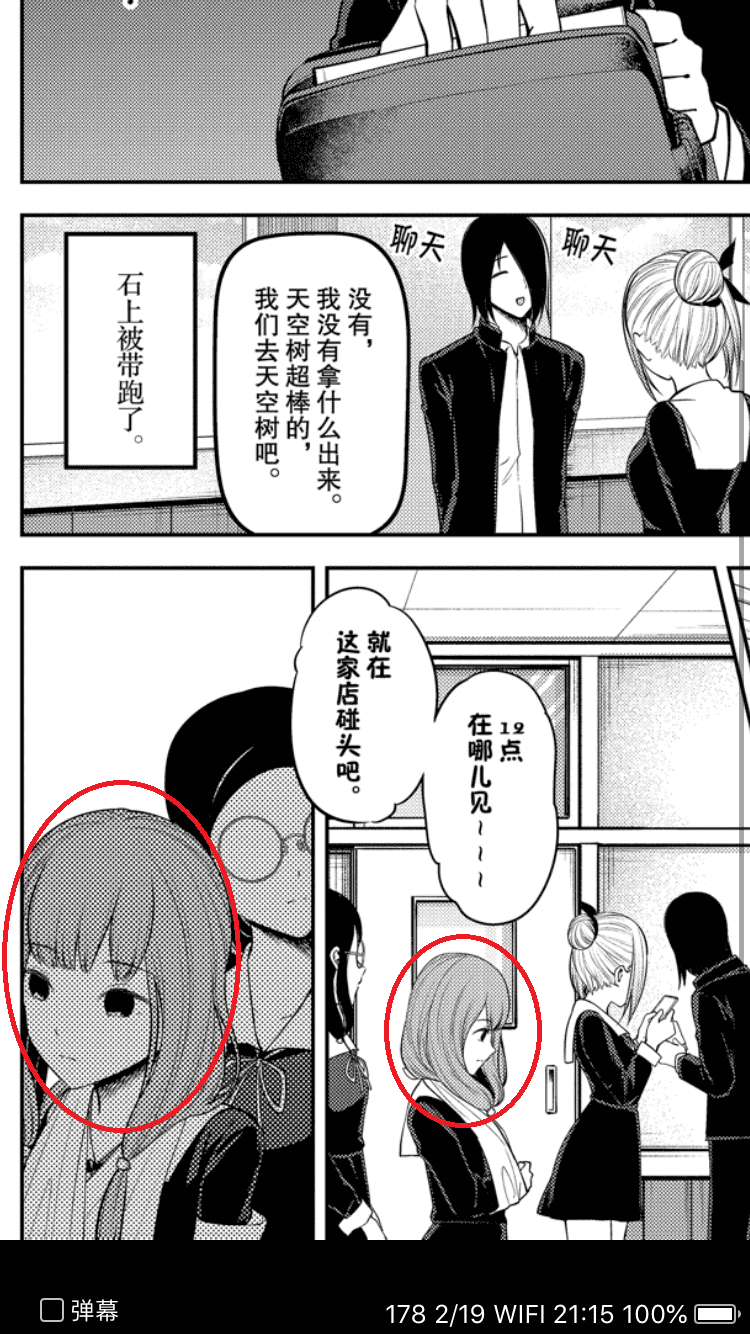 聊天
聊天
没有，
我没有拿什么出来。
天空树超棒的，
我们去天空树吧。
石上被带跑了。
12点
在哪儿见~~~
就在
这家店碰头吧。
弹幕
178 2/19 WIFI 21:15 100%